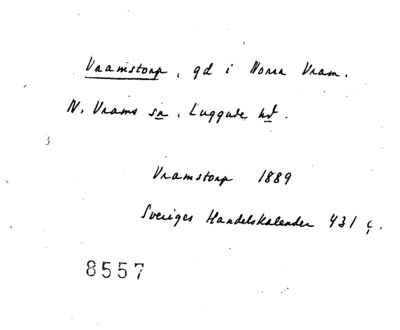 Vramstorp, gd i Norra Vram.
N. Vrams sn, Luggude hd.
Vramstorp 1889
Sveriges Handelskalender 431 ç.
8557